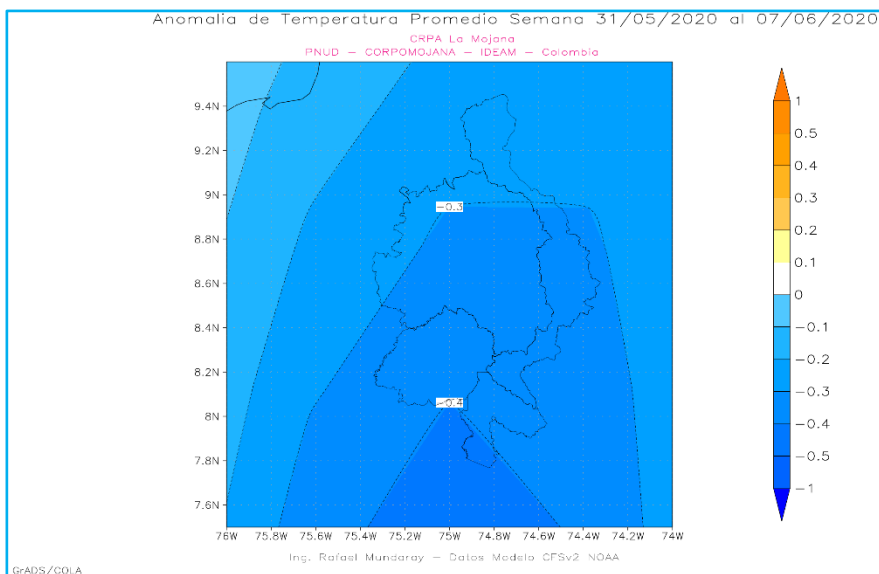 Anomalia de Temperatura Promedio Semana 31/05/2020 al 07/06/2020
CRPA La Mojana
PNUD – CORPOMOJANA – IDEAM – Colombia
9.4N
9.2N
9N
8.8N
8.6N
8.4N
8.2N
8N
7.8N
7.6N
-0.3
-0.4
76W 75.8W 75.6W 75.4W 75.2W 75W 74.8W 74.6W 74.4W 74.2W 74W
1
0.5
0.4
0.3
0.2
0.1
0
-0.1
-0.2
-0.3
-0.4
-0.5
-1
Ing. Rafael Mundaray – Datos Modelo CFSv2 NOAA
GrADS/COLA